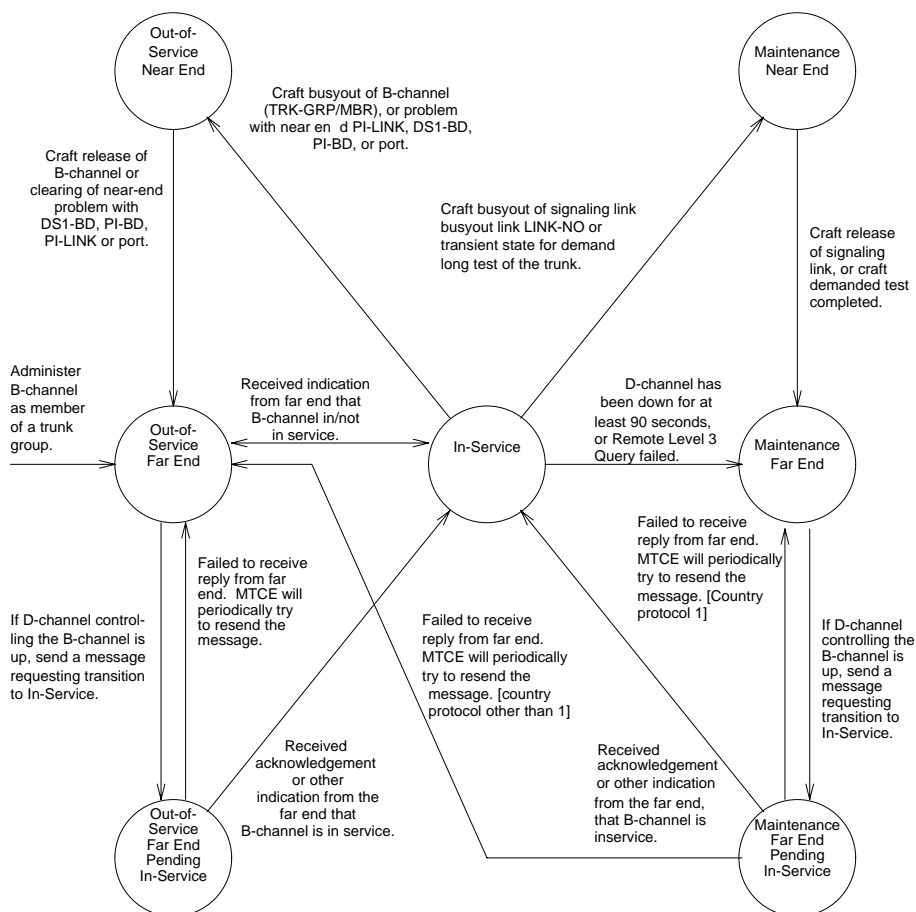 Out-of-
Service
Near End
Maintenance
Near End
Craft busyout of B-channel
(TRK-GRP/MBR), or problem
with near en d PI-LINK, DS1-BD,
PI-BD, or port.
Craft release of
B-channel or
clearing of near-end
problem with
DS1-BD, PI-BD,
PI-LINK or port.
Craft busyout of signaling link
busyout link LINK-NO or
transient state for demand
long test of the trunk.
Craft release
of signaling
link, or craft
demanded test
completed.
Administer
B-channel
as member
of a trunk
group.
Received indication
from far end that
B-channel in/not
in service.
D-channel has
been down for at
least 90 seconds,
or Remote Level 3
Query failed.
Out-of-
Service
Far End
In-Service
Maintenance
Far End
Failed to receive
reply from far
end. MTCE will
periodically try
to resend the
message.
Failed to receive
reply from far end.
MTCE will periodically
try to resend the
message. [Country
protocol 1]
If D-channel control-
ling the B-channel is
up, send a message
requesting transition
to In-Service.
Failed to receive
reply from far end.
MTCE will periodically
try to resend the
message. [country
protocol other than 1]
If D-channel
controlling the
B-channel is
up, send a
message
requesting
transition to
In-Service.
Received
acknowledgement
or other
indication from the
far end that
B-channel is in service.
Received
acknowledgement
or other indication
from the far end,
that B-channel is
inservice.
Out-of-
Service
Far End
Pending
In-Service
Maintenance
Far End
Pending
In-Service